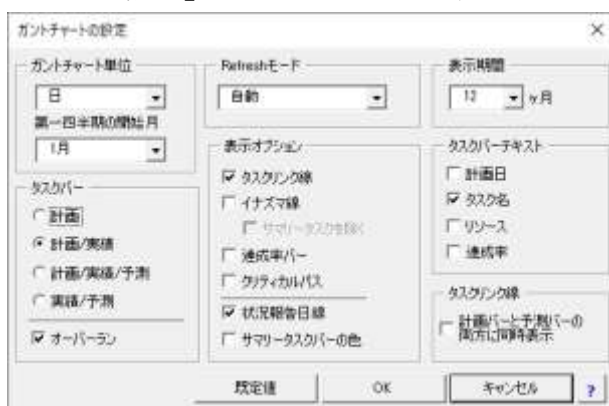 ガントチャートの設定
ガントチャート単位
日
第一四半期の開始月
1月
タスクバー
計画
計画/実績
計画/実績/予測
実績/予測
オーバーラン
Refreshモード
自動
表示オプション
タスクリンク線
イナズマ線
サマリータスクを除く
達成率バー
クリティカルパス
状況報告日線
サマリータスクバーの色
表示期間
12 ヶ月
タスクバーテキスト
計画日
タスク名
リソース
達成率
タスクリンク線
計画バーと予測バーの
両方に同時表示
既定値
OK
キャンセル
?